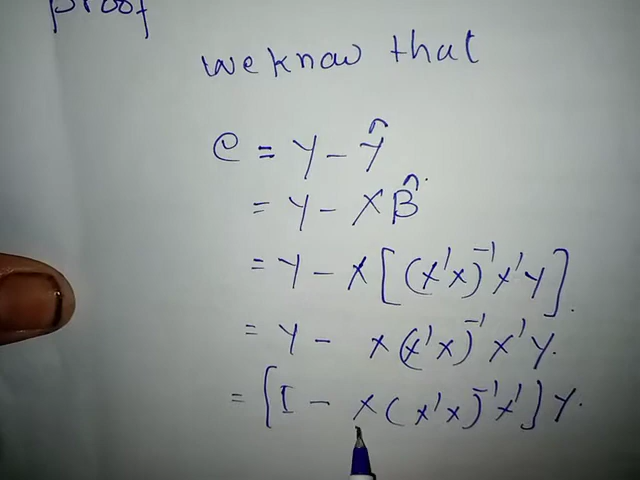 proof
we know that
e = Y - Ŷ
= Y - Xβ̂
= Y - X[(X'X)⁻¹X'Y].
= Y - X(X'X)⁻¹X'Y.
= [I - X(X'X)⁻¹X']Y.